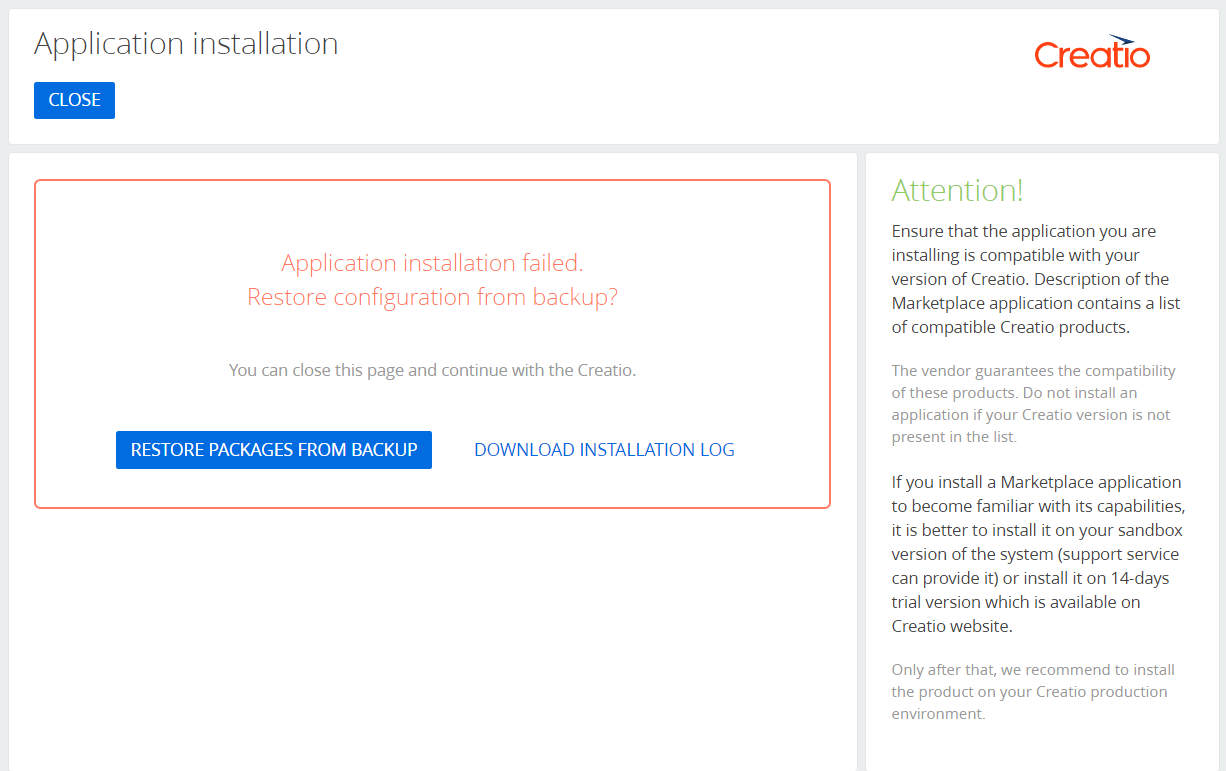 Application installation
Creatio
CLOSE
Application installation failed.
Restore configuration from backup?
You can close this page and continue with the Creatio.
RESTORE PACKAGES FROM BACKUP
DOWNLOAD INSTALLATION LOG
Attention!
Ensure that the application you are
installing is compatible with your
version of Creatio. Description of the
Marketplace application contains a list
of compatible Creatio products.
The vendor guarantees the compatibility
of these products. Do not install an
application if your Creatio version is not
present in the list.
If you install a Marketplace application
to become familiar with its capabilities,
it is better to install it on your sandbox
version of the system (support service
can provide it) or install it on 14-days
trial version which is available on
Creatio website.
Only after that, we recommend to install
the product on your Creatio production
environment.